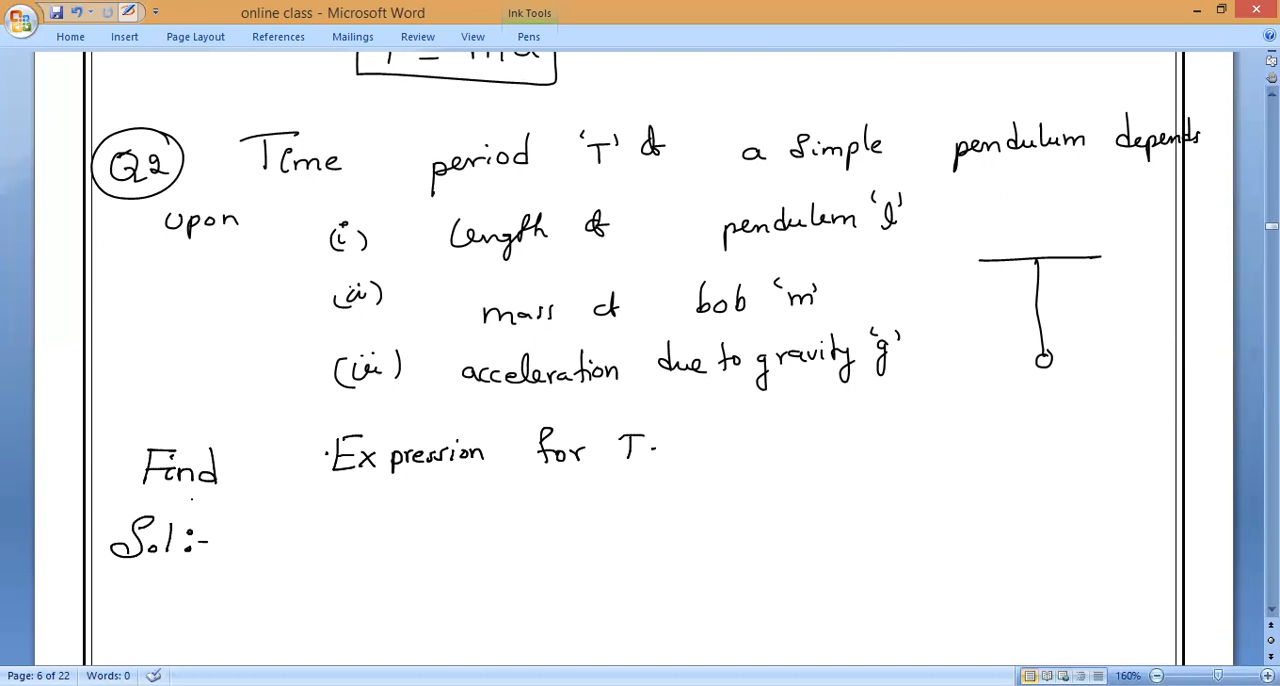 online class - Microsoft Word
Ink Tools
Home Insert Page Layout References Mailings Review View Pens
F = ma
Q2 Time period 'T' of a simple pendulum depends
upon (i) length of pendulum 'l'
(ii) mass of bob 'm'
(iii) acceleration due to gravity 'g'
Find Expression for T.
Sol :-
Page: 6 of 22 Words: 0 160%